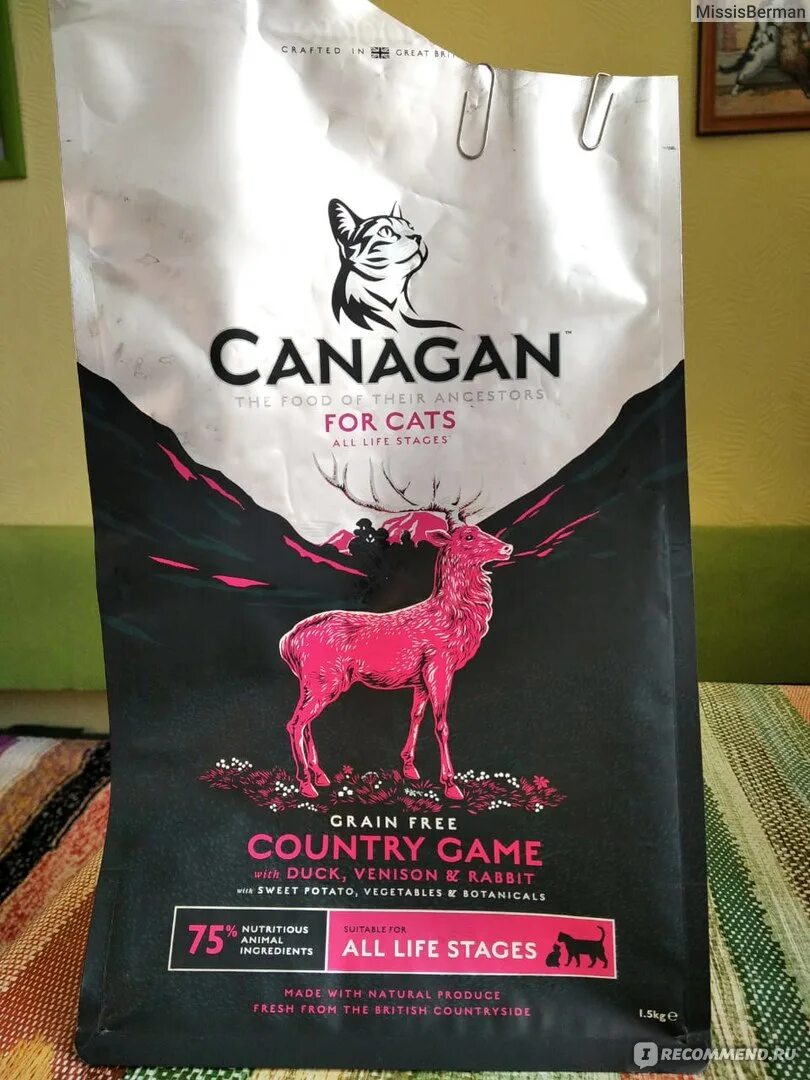 MissisBerman
CRAFTED IN GREAT
CANAGAN™
THE FOOD OF THEIR ANCESTORS
FOR CATS
ALL LIFE STAGES
GRAIN FREE
COUNTRY GAME
with DUCK, VENISON & RABBIT
with SWEET POTATO, VEGETABLES & BOTANICALS
75% NUTRITIOUS
ANIMAL
INGREDIENTS
SUITABLE FOR
ALL LIFE STAGES
MADE WITH NATURAL PRODUCE
FRESH FROM THE BRITISH COUNTRYSIDE
1.5kg e
I RECOMMEND.RU